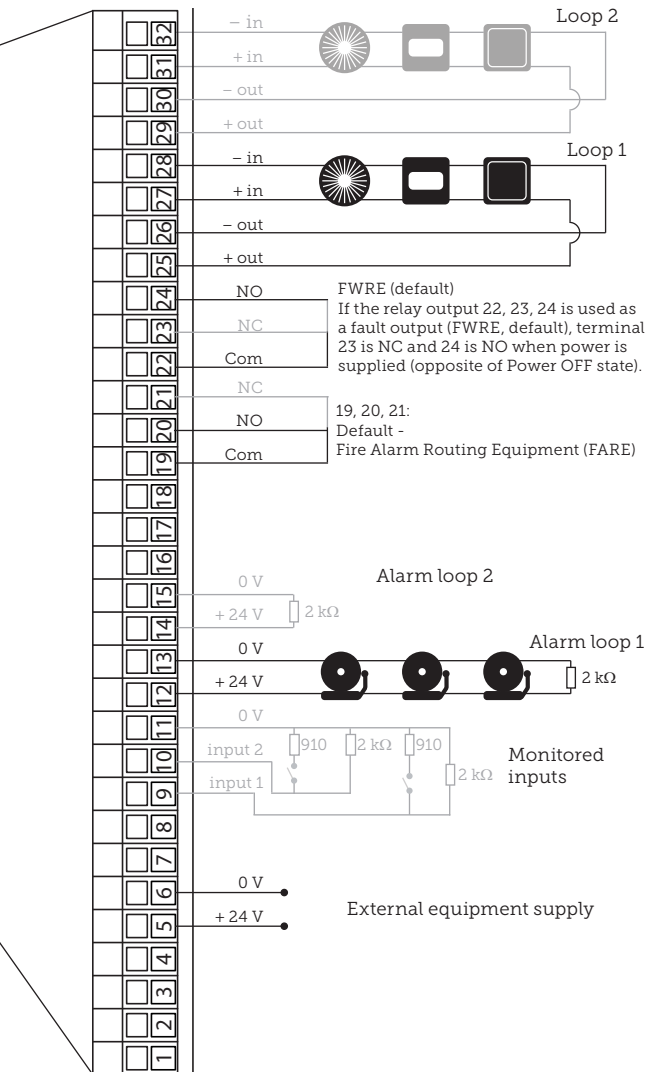 Loop 2
32 – in
31 + in
30 – out
29 + out
Loop 1
28 – in
27 + in
26 – out
25 + out
24 NO
23 NC
22 Com
FWRE (default)
If the relay output 22, 23, 24 is used as
a fault output (FWRE, default), terminal
23 is NC and 24 is NO when power is
supplied (opposite of Power OFF state).
21 NC
20 NO
19 Com
19, 20, 21:
Default -
Fire Alarm Routing Equipment (FARE)
18
17
16
Alarm loop 2
15 0 V
14 + 24 V 2 kΩ
Alarm loop 1
13 0 V
12 + 24 V 2 kΩ
11 0 V
10 input 2 910 2 kΩ 910
9 input 1 2 kΩ
Monitored
inputs
8
7
6 0 V
5 + 24 V
External equipment supply
4
3
2
1